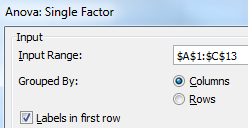 Anova: Single Factor
Input
Input Range: $A$1:$C$13
Grouped By: Columns
Rows
Labels in first row